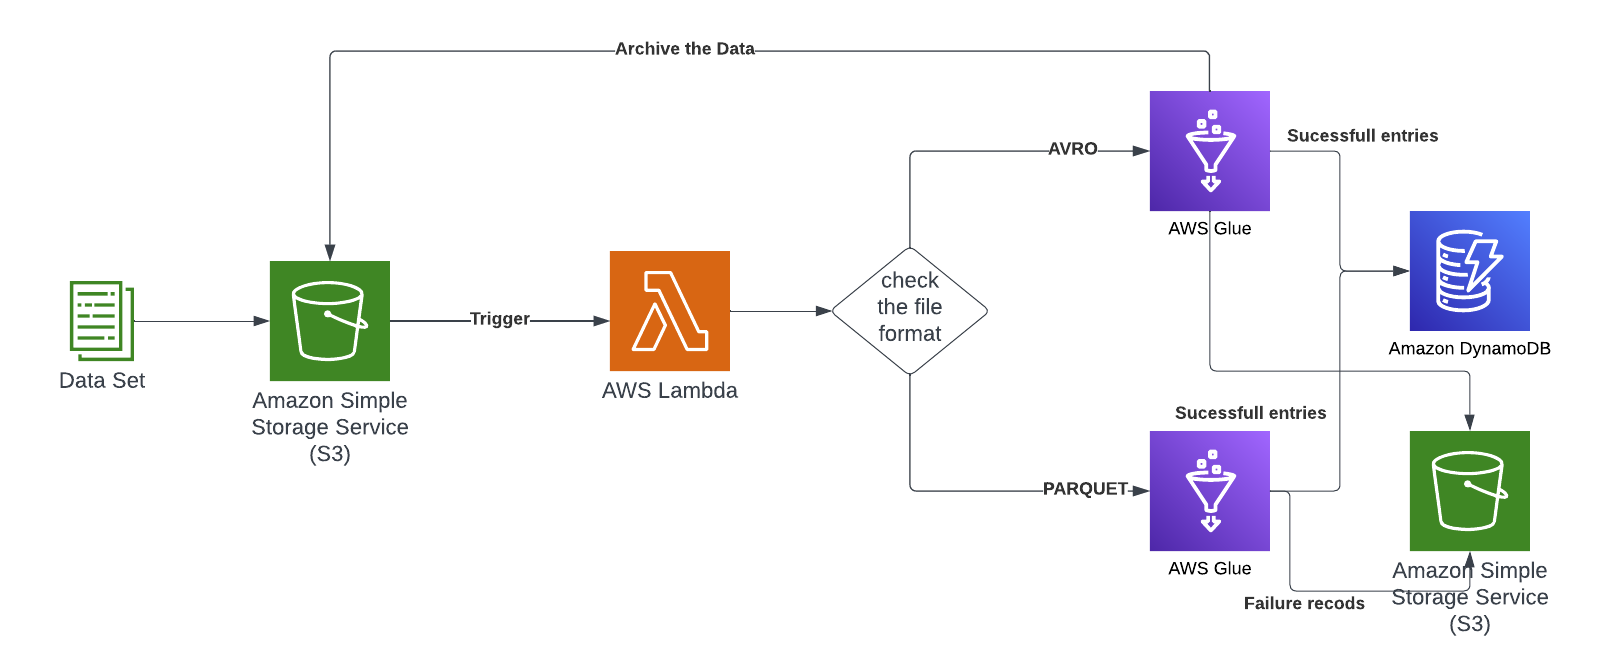 Archive the Data
Sucessfull entries
AVRO
AWS Glue
check
the file
format
Trigger
Data Set
AWS Lambda
Amazon Simple
Storage Service
(S3)
Amazon DynamoDB
Sucessfull entries
PARQUET
AWS Glue
Failure recods
Amazon Simple
Storage Service
(S3)